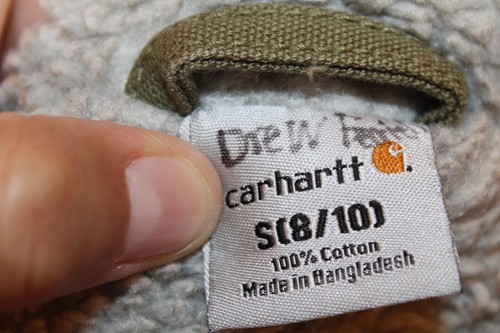 Drew
carhartt
S(8/10)
100% Cotton
Made in Bangladesh